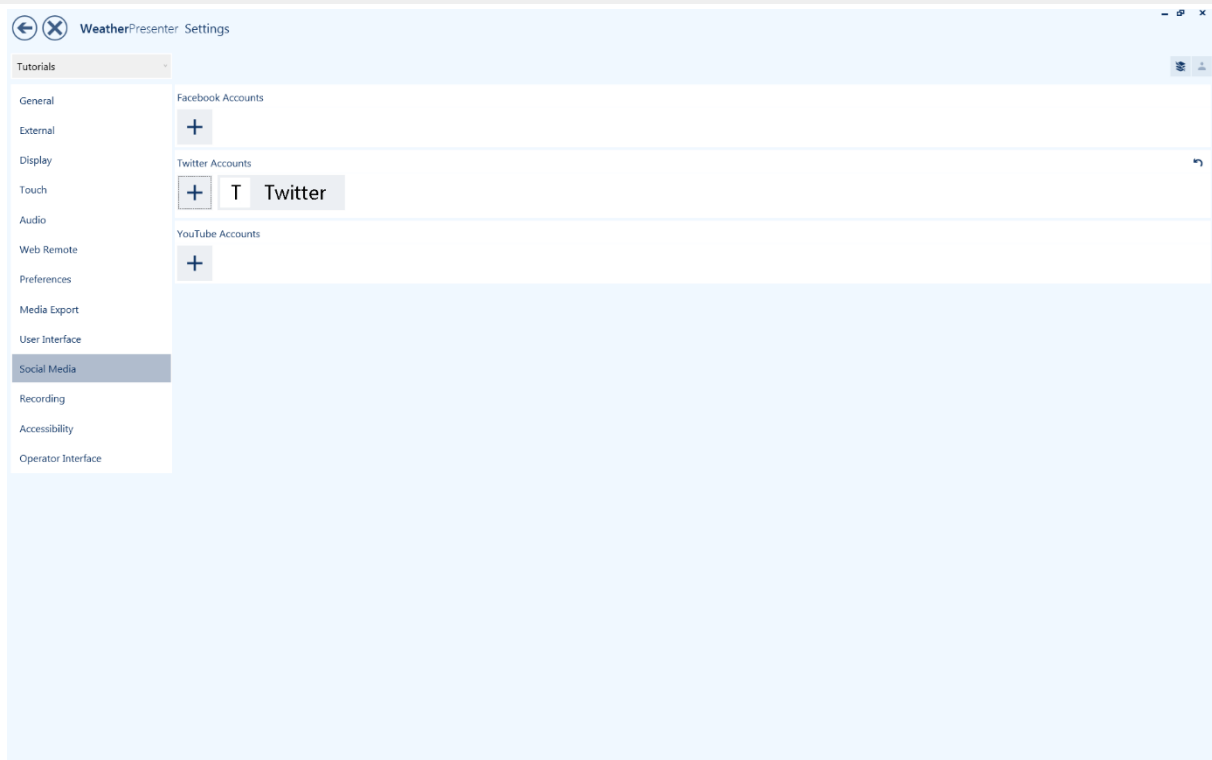 WeatherPresenter Settings
Tutorials
General
External
Display
Touch
Audio
Web Remote
Preferences
Media Export
User Interface
Social Media
Recording
Accessibility
Operator Interface
Facebook Accounts
Twitter Accounts
T Twitter
YouTube Accounts